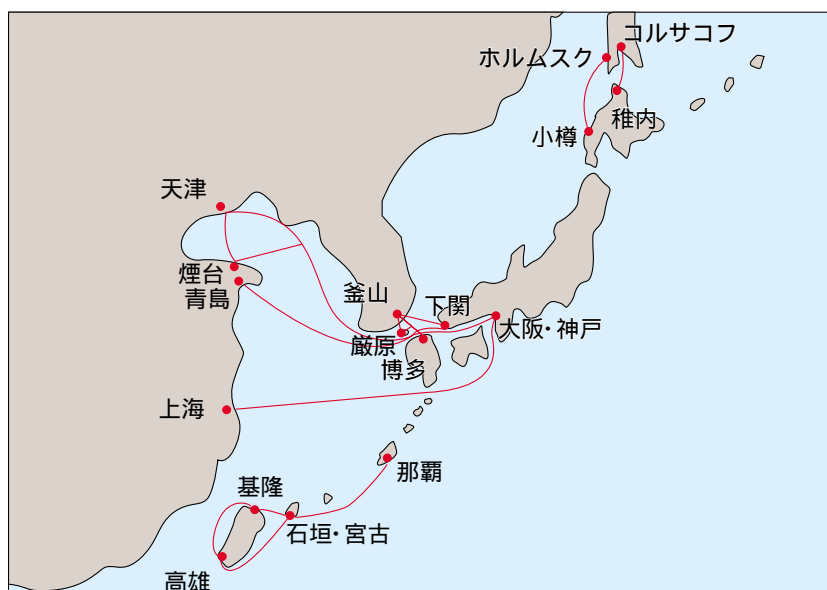 コルサコフ
ホルムスク
稚内
小樽
天津
煙台
青島
釜山
下関
大阪・神戸
厳原
博多
上海
那覇
基隆
石垣・宮古
高雄